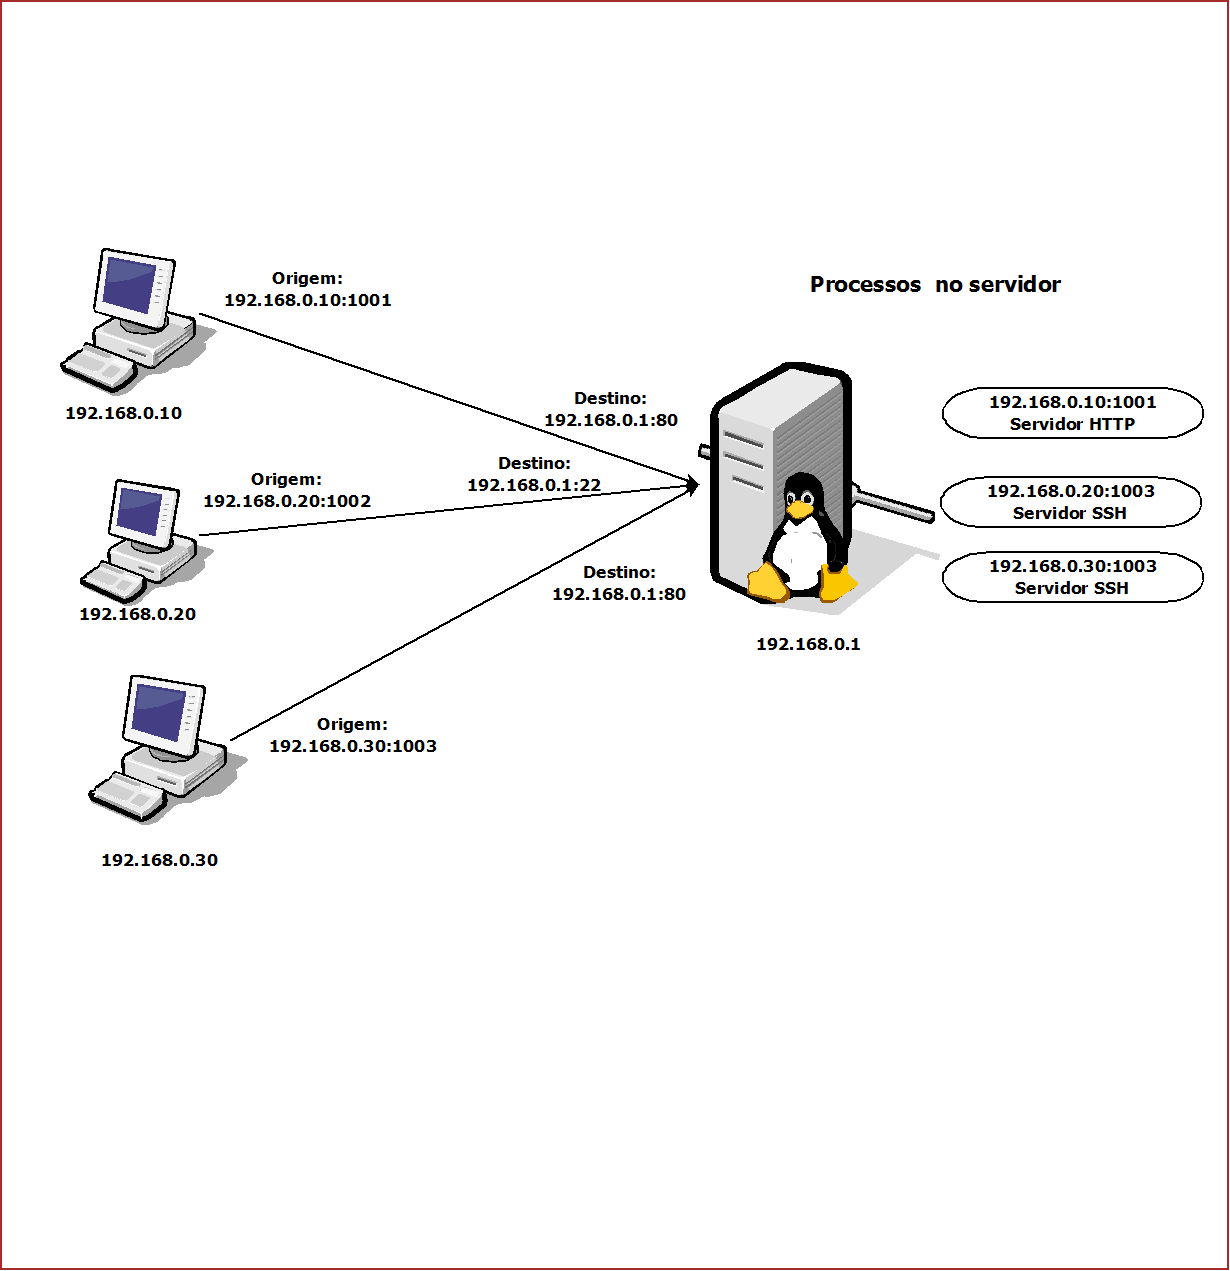 Origem:
192.168.0.10:1001
192.168.0.10
Processos  no servidor
Destino:
192.168.0.1:80
192.168.0.10:1001
Servidor HTTP
Origem:
192.168.0.20:1002
192.168.0.20
Destino:
192.168.0.1:22
192.168.0.20:1003
Servidor SSH
Destino:
192.168.0.1:80
192.168.0.30:1003
Servidor SSH
192.168.0.1
Origem:
192.168.0.30:1003
192.168.0.30